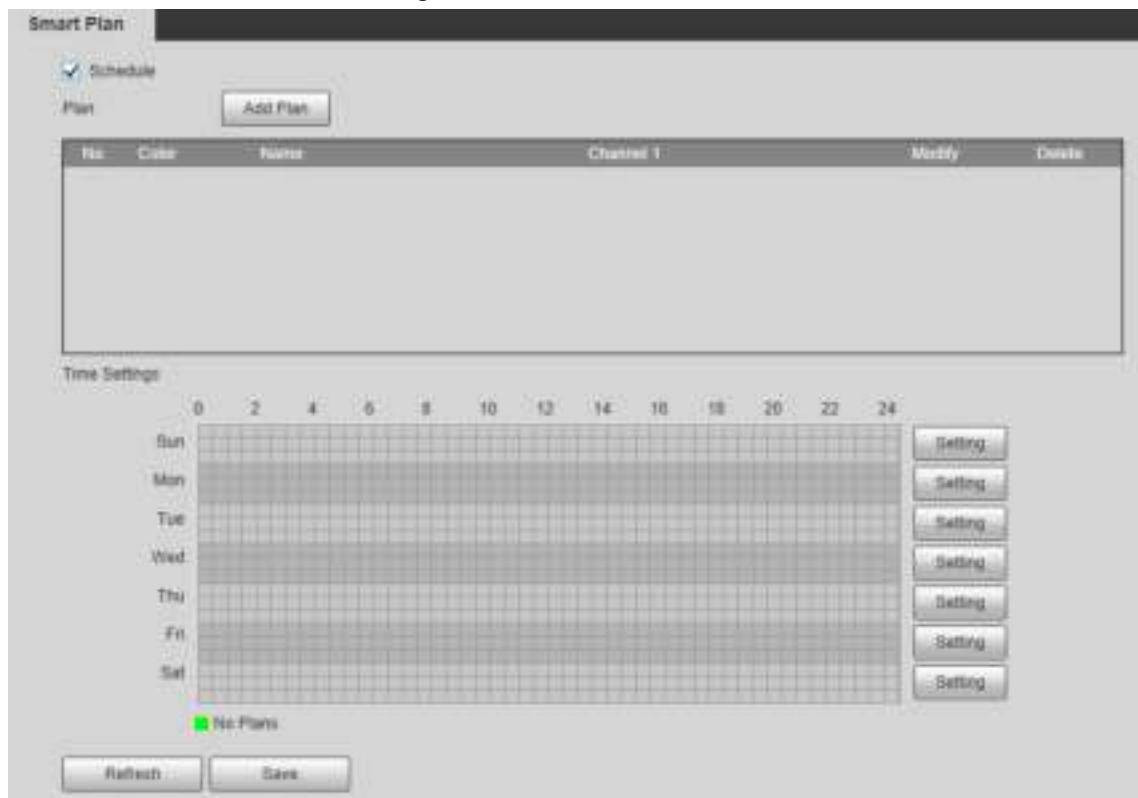 Smart Plan
Schedule
Plan Add Plan
No. Color Name Channel 1 Modify Delete
Time Settings
0 2 4 6 8 10 12 14 16 18 20 22 24
Sun Setting
Mon Setting
Tue Setting
Wed Setting
Thu Setting
Fri Setting
Sat Setting
No Plans
Refresh Save